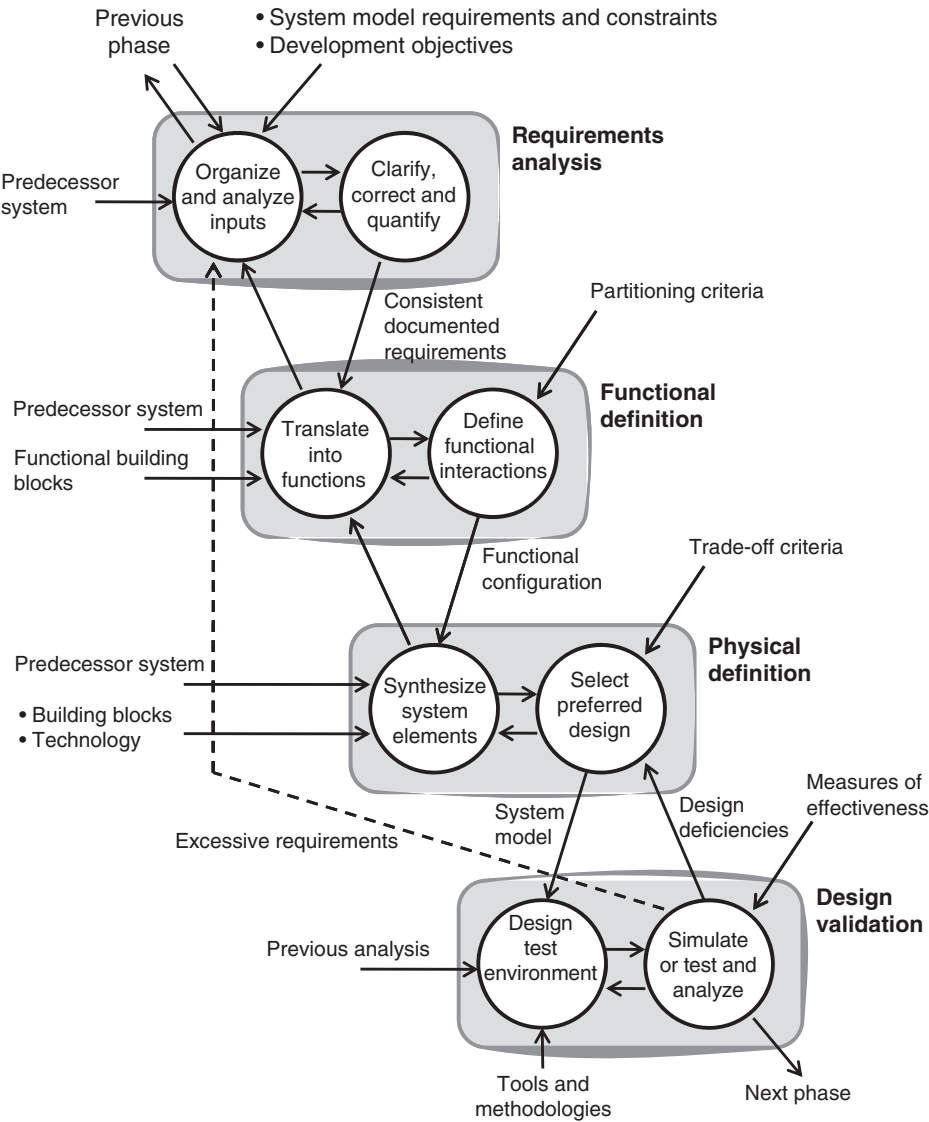 Previous
phase
• System model requirements and constraints
• Development objectives
Requirements
analysis
Predecessor
system
Organize
and analyze
inputs
Clarify,
correct and
quantify
Consistent
documented
requirements
Partitioning criteria
Functional
definition
Predecessor system
Functional building
blocks
Translate
into
functions
Define
functional
interactions
Functional
configuration
Trade-off criteria
Physical
definition
Predecessor system
• Building blocks
• Technology
Synthesize
system
elements
Select
preferred
design
System
model
Design
deficiencies
Measures of
effectiveness
Excessive requirements
Design
validation
Previous analysis
Design
test
environment
Simulate
or test and
analyze
Tools and
methodologies
Next phase